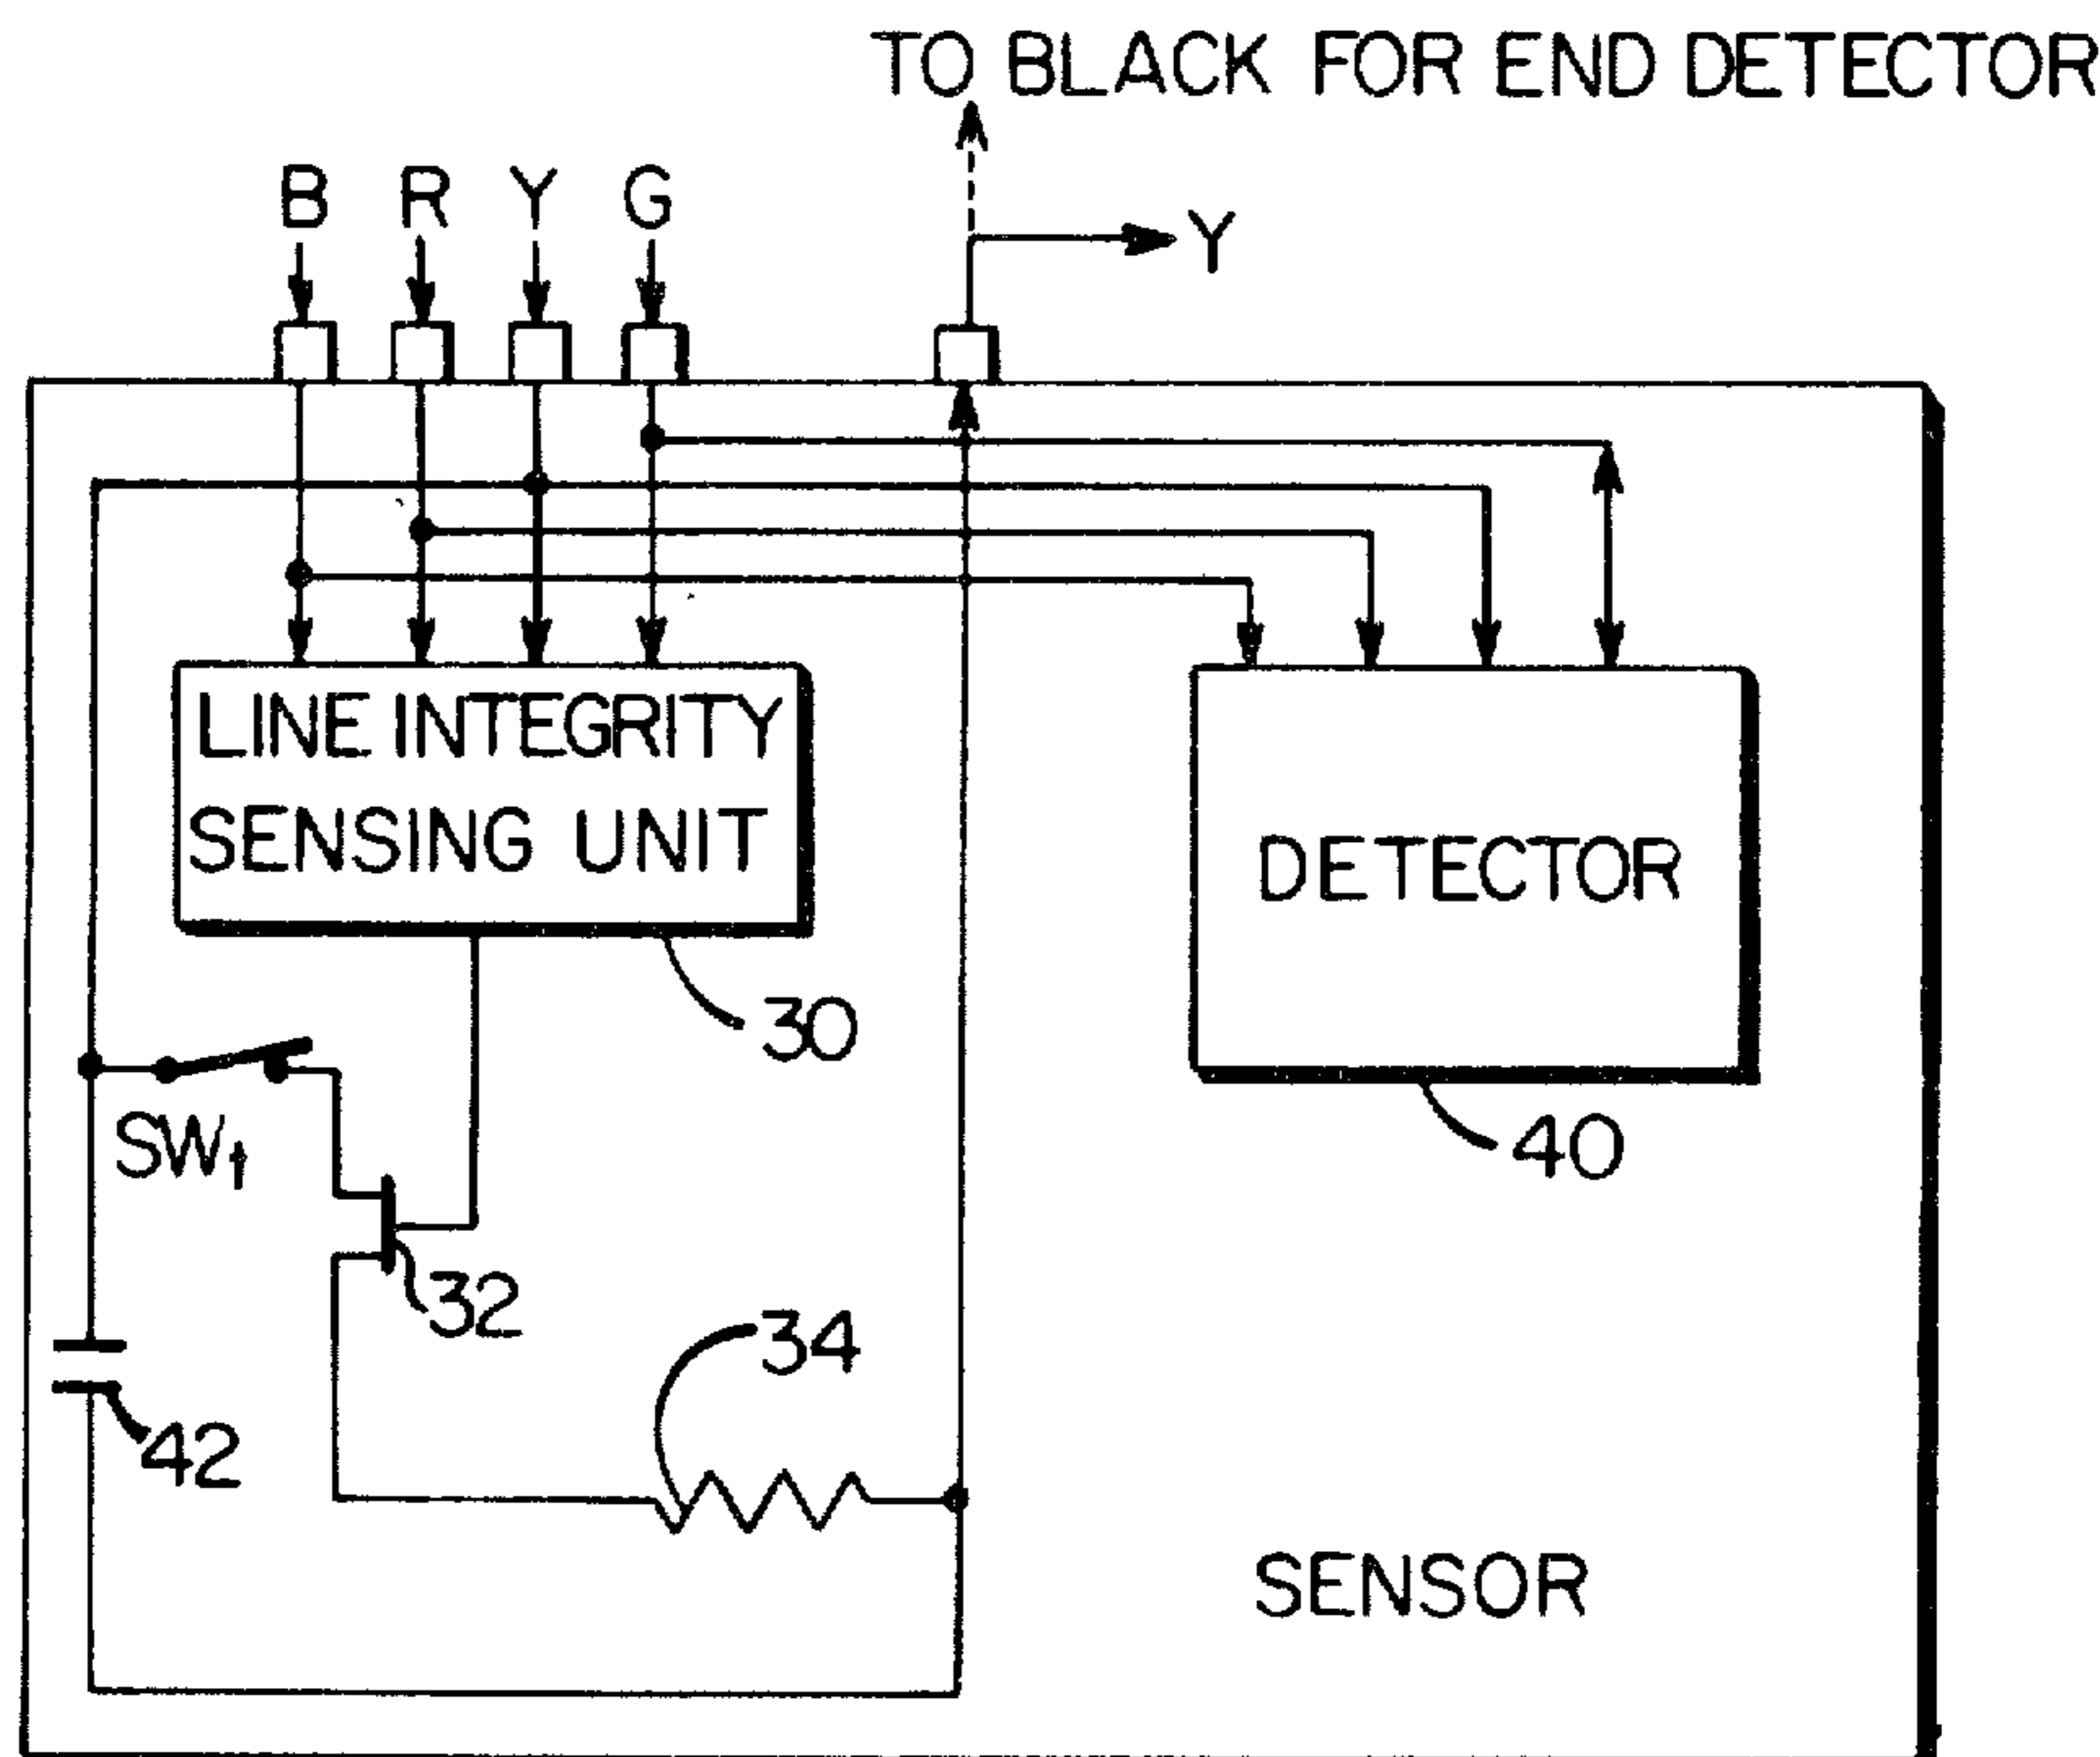 TO BLACK FOR END DETECTOR
B R Y G
Y
LINE INTEGRITY
SENSING UNIT
DETECTOR
30
SW1
40
32
34
42
SENSOR